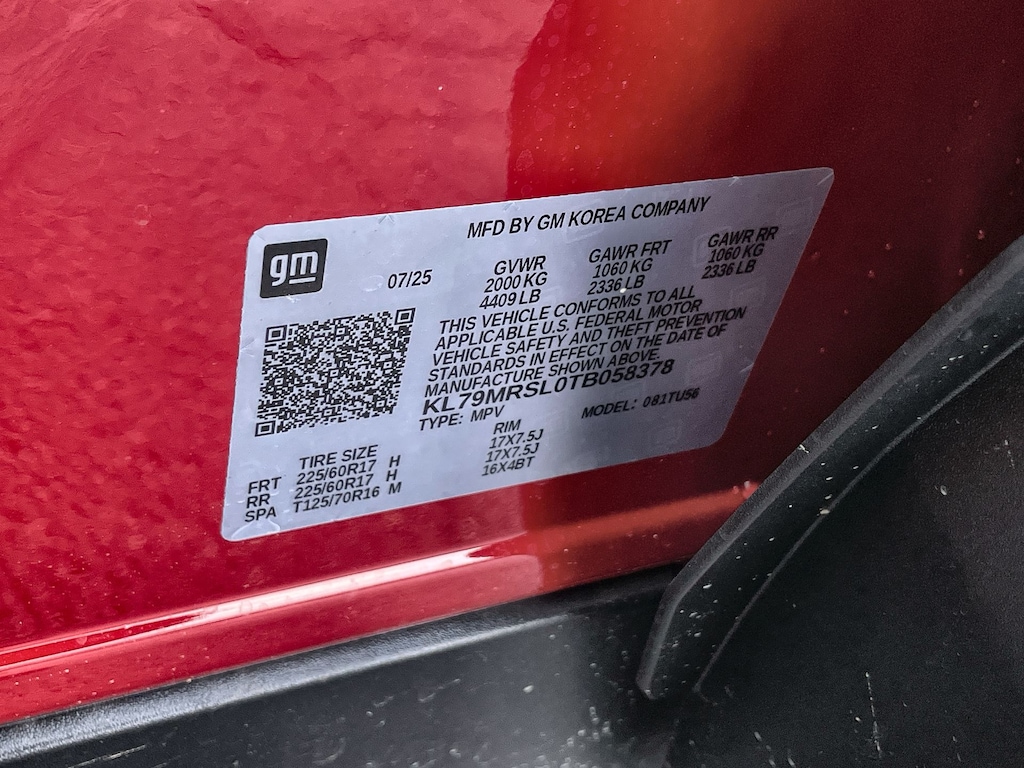 gm
MFD BY GM KOREA COMPANY
07/25
GVWR
2000 KG
4409 LB
GAWR FRT
1060 KG
2336 LB
GAWR RR
1060 KG
2336 LB
THIS VEHICLE CONFORMS TO ALL
APPLICABLE U.S. FEDERAL MOTOR
VEHICLE SAFETY AND THEFT PREVENTION
STANDARDS IN EFFECT ON THE DATE OF
MANUFACTURE SHOWN ABOVE.
KL79MRSL0TB058378
TYPE: MPV MODEL: 081TU56
TIRE SIZE RIM
FRT 225/60R17 H 17X7.5J
RR 225/60R17 H 17X7.5J
SPA T125/70R16 M 16X4BT